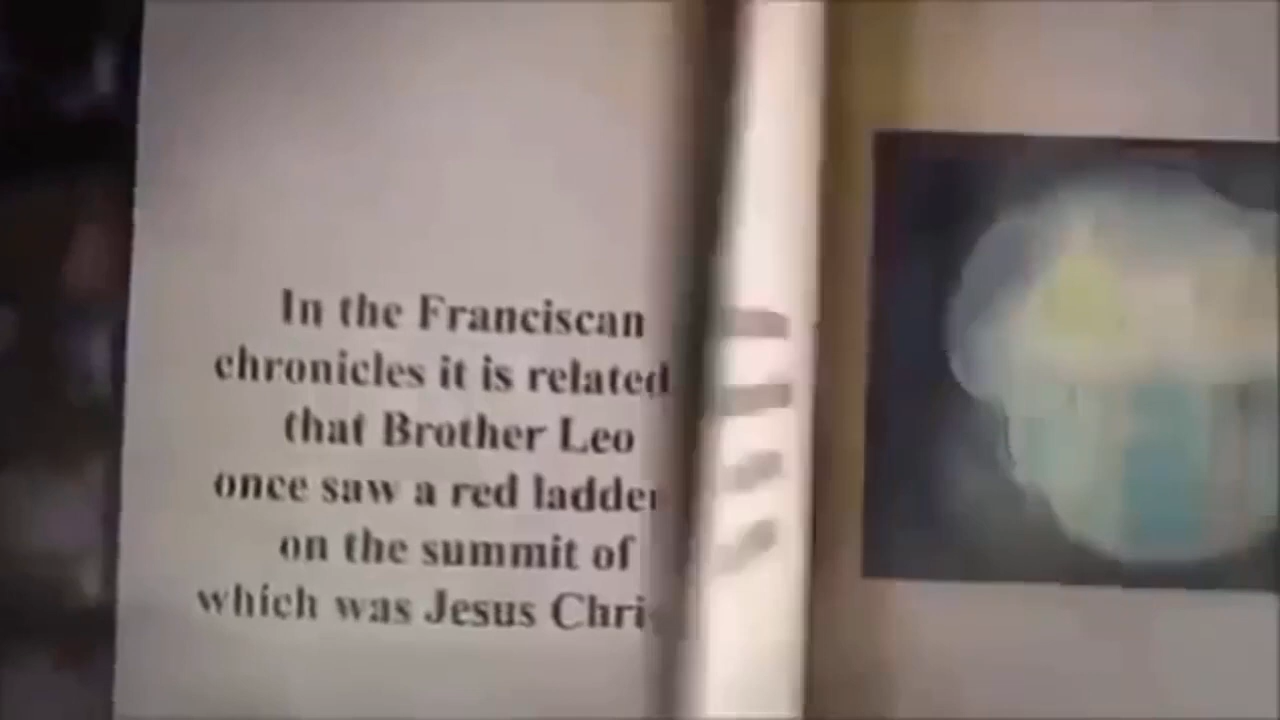 In the Franciscan
chronicles it is related
that Brother Leo
once saw a red ladder
on the summit of
which was Jesus Chri